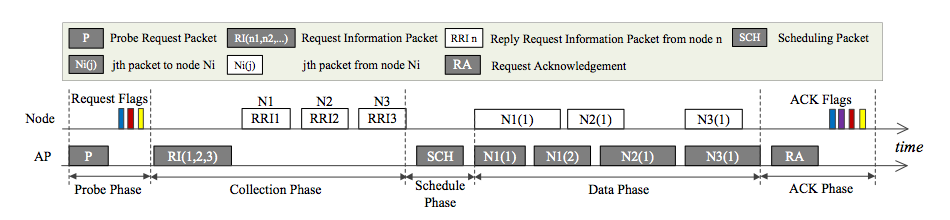 P Probe Request Packet RI(n1,n2,...) Request Information Packet RRI n Reply Request Information Packet from node n SCH Scheduling Packet
Ni(j) jth packet to node Ni Ni(j) jth packet from node Ni RA Request Acknowledgement
Request Flags N1 N2 N3 ACK Flags
Node RRI1 RRI2 RRI3 N1(1) N2(1) N3(1)
time
AP P RI(1,2,3) SCH N1(1) N1(2) N2(1) N3(1) RA
Probe Phase Collection Phase Schedule Phase Data Phase ACK Phase